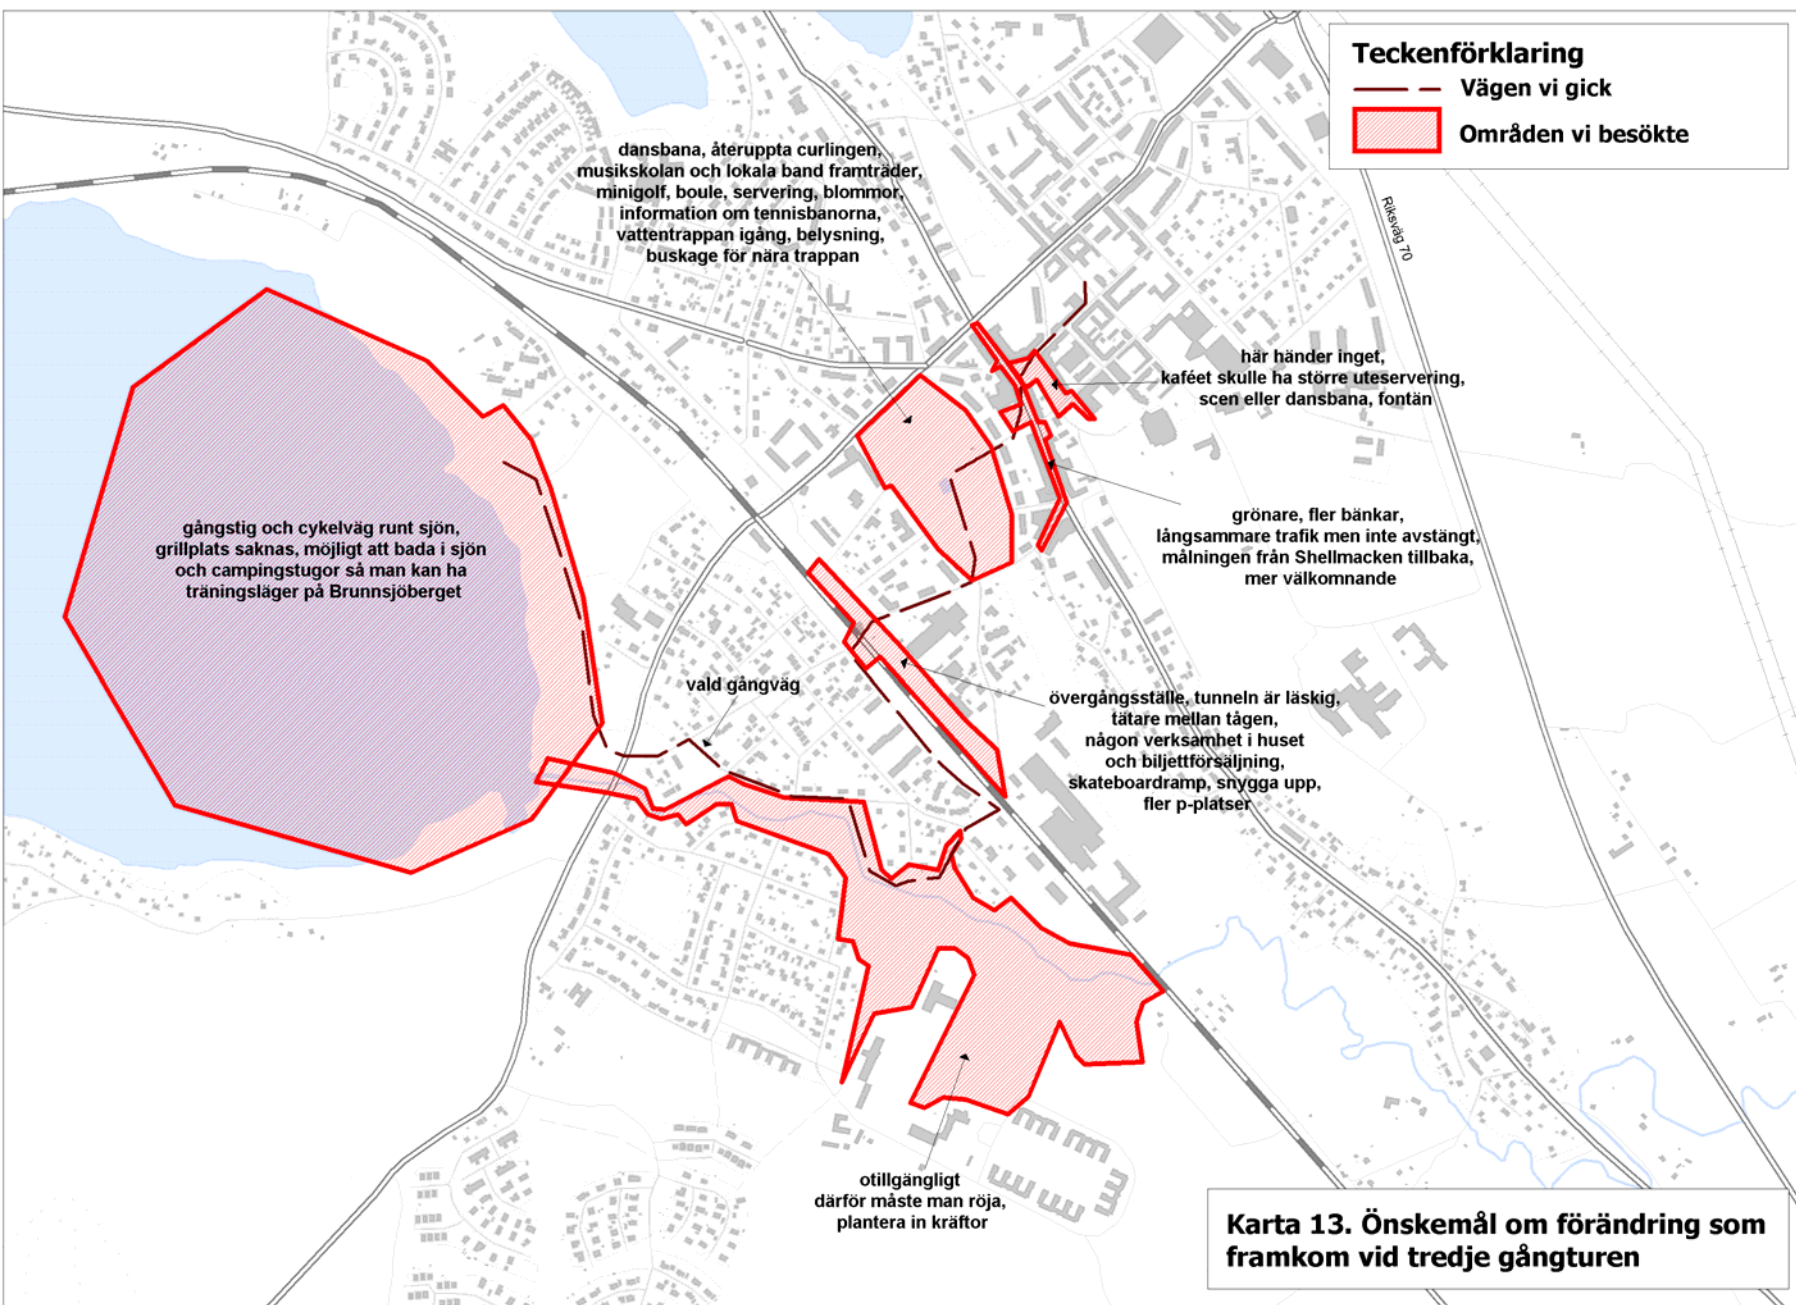 Teckenförklaring
Vägen vi gick
Områden vi besökte
Riksväg 70
dansbana, återuppta curlingen,
musikskolan och lokala band framträder,
minigolf, boule, servering, blommor,
information om tennisbanorna,
vattentrappan igång, belysning,
buskage för nära trappan
här händer inget,
kaféet skulle ha större uteservering,
scen eller dansbana, fontän
gångstig och cykelväg runt sjön,
grillplats saknas, möjligt att bada i sjön
och campingstugor så man kan ha
träningsläger på Brunnsjöberget
grönare, fler bänkar,
långsammare trafik men inte avstängt,
målningen från Shellmacken tillbaka,
mer välkomnande
vald gångväg
övergångsställe, tunneln är läskig,
tätare mellan tågen,
någon verksamhet i huset
och biljettförsäljning,
skateboardramp, snygga upp,
fler p-platser
otillgängligt
därför måste man röja,
plantera in kräftor
Karta 13. Önskemål om förändring som
framkom vid tredje gångturen